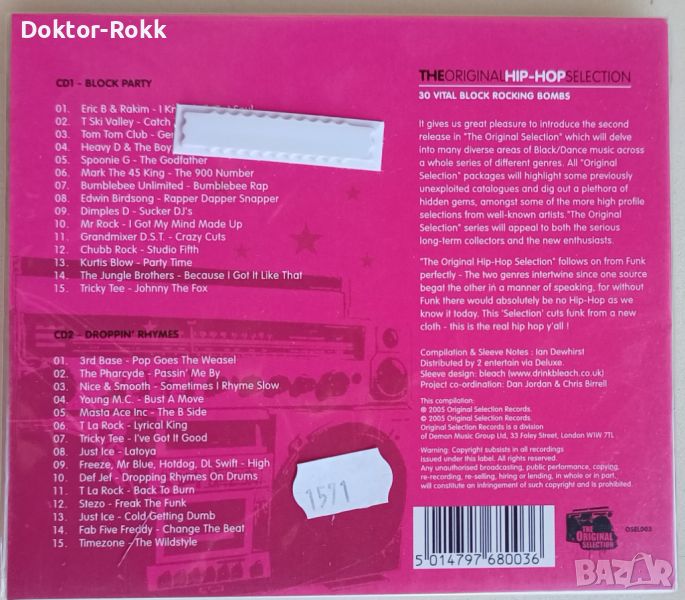 Doktor-Rokk
CD1 - BLOCK PARTY
01. Eric B & Rakim - I Soul
02. T Ski Valley - Catch
03. Tom Tom Club - Gen
04. Heavy D & The Boy
05. Spoonie G - The Godfather
06. Mark The 45 King - The 900 Number
07. Bumblebee Unlimited - Bumblebee Rap
08. Edwin Birdsong - Rapper Dapper Snapper
09. Dimples D - Sucker DJ's
10. Mr Rock - I Got My Mind Made Up
11. Grandmixer D.S.T. - Crazy Cuts
12. Chubb Rock - Studio Fifth
13. Kurtis Blow - Party Time
14. The Jungle Brothers - Because I Got It Like That
15. Tricky Tee - Johnny The Fox
CD2 - DROPPIN' RHYMES
01. 3rd Base - Pop Goes The Weasel
02. The Pharcyde - Passin' Me By
03. Nice & Smooth - Sometimes I Rhyme Slow
04. Young M.C. - Bust A Move
05. Masta Ace Inc - The B Side
06. T La Rock - Lyrical King
07. Tricky Tee - I've Got It Good
08. Just Ice - Latoya
09. Freeze, Mr Blue, Hotdog, DL Swift - High
10. Def Jef - Dropping Rhymes On Drums
11. T La Rock - Back To Burn
12. Stezo - Freak The Funk
13. Just Ice - Cold Getting Dumb
14. Fab Five Freddy - Change The Beat
15. Timezone - The Wildstyle
1571
THEORIGINALHIP-HOPSELECTION
30 VITAL BLOCK ROCKING BOMBS
It gives us great pleasure to introduce the second
release in "The Original Selection" which will delve
into many diverse areas of Black/Dance music across
a whole series of different genres. All "Original
Selection" packages will highlight some previously
unexploited catalogues and dig out a plethora of
hidden gems, amongst some of the more high profile
selections from well-known artists."The Original
Selection" series will appeal to both the serious
long-term collectors and the new enthusiasts.
"The Original Hip-Hop Selection" follows on from Funk
perfectly - The two genres intertwine since one source
begat the other in a manner of speaking, for without
Funk there would absolutely be no Hip-Hop as we
know it today. This 'Selection' cuts funk from a new
cloth - this is the real hip hop y'all !
Compilation & Sleeve Notes : Ian Dewhirst
Distributed by 2 entertain via Deluxe.
Sleeve design: bleach (www.drinkbleach.co.uk)
Project co-ordination: Dan Jordan & Chris Birrell
This compilation:
℗ 2005 Original Selection Records.
© 2005 Original Selection Records.
Original Selection Records is a division
of Demon Music Group Ltd, 33 Foley Street, London W1W 7TL
Warning: Copyright subsists in all recordings
issued under this label. All rights reserved.
Any unauthorised broadcasting, public performance, copying,
re-recording, re-selling, hiring or lending, in whole or in part,
will constitute an infringement of such copyright and is prohibited.
5 014797 680036
THE ORIGINAL SELECTION
OSEL003
BAZAR